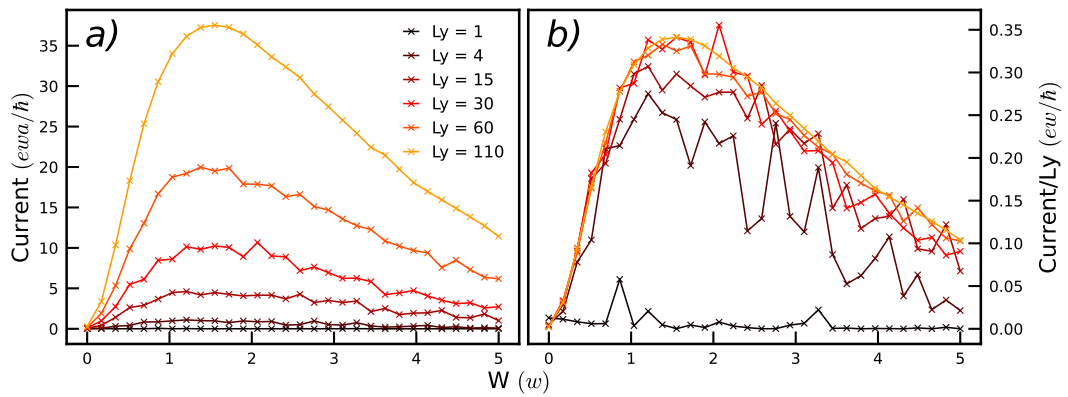 a)
Ly = 1
Ly = 4
Ly = 15
Ly = 30
Ly = 60
Ly = 110
Current (ewa/ħ)
35
30
25
20
15
10
5
0
0 1 2 3 4 5
b)
0.35
0.30
0.25
0.20
0.15
0.10
0.05
0.00
Current/Ly (ew/ħ)
0 1 2 3 4 5
W (w)